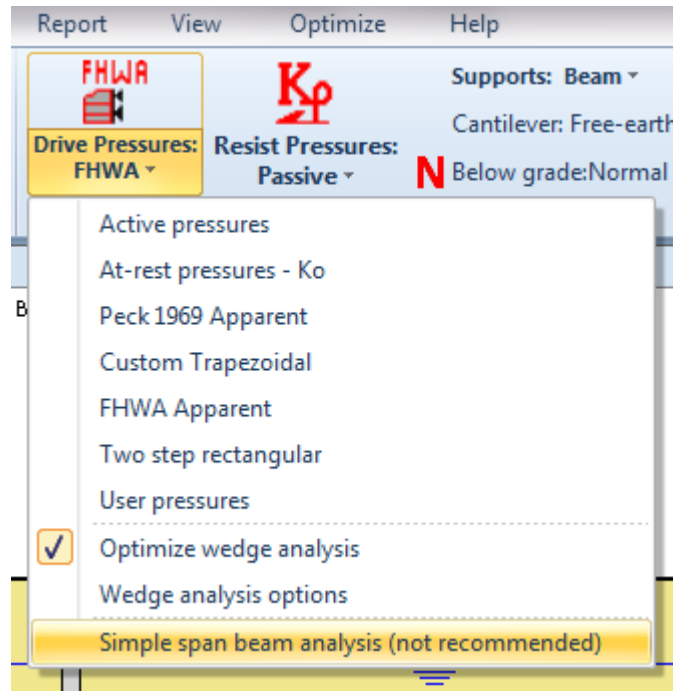 Report View Optimize Help
FHWA
Drive Pressures:
FHWA
Kp
Resist Pressures:
Passive
Supports: Beam
Cantilever: Free-earth
N Below grade:Normal
Active pressures
At-rest pressures - Ko
B
Peck 1969 Apparent
Custom Trapezoidal
FHWA Apparent
Two step rectangular
User pressures
Optimize wedge analysis
Wedge analysis options
Simple span beam analysis (not recommended)